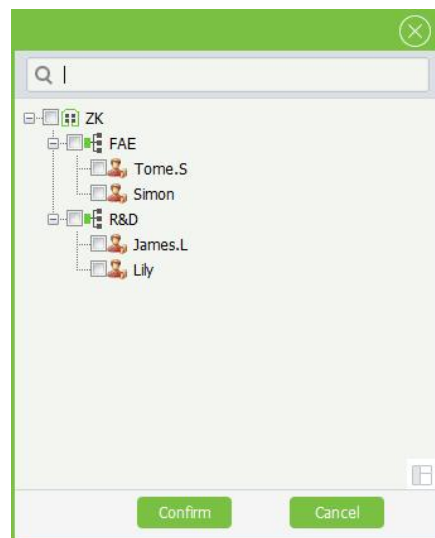 ZK
FAE
Tome.S
Simon
R&D
James.L
Lily
Confirm
Cancel